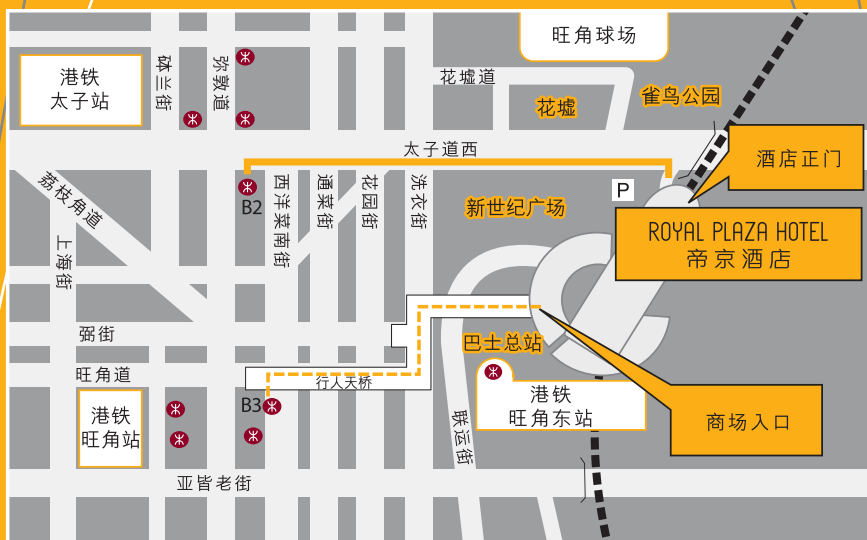 旺角球场
港铁
太子站
砵兰街
弥敦道
花墟道
花墟
雀鸟公园
太子道西
酒店正门
荔枝角道
B2
西洋菜南街
通菜街
花园街
洗衣街
新世纪广场
P
ROYAL PLAZA HOTEL
帝京酒店
上海街
弼街
巴士总站
旺角道
行人天桥
港铁
旺角东站
商场入口
港铁
旺角站
B3
联运街
亚皆老街